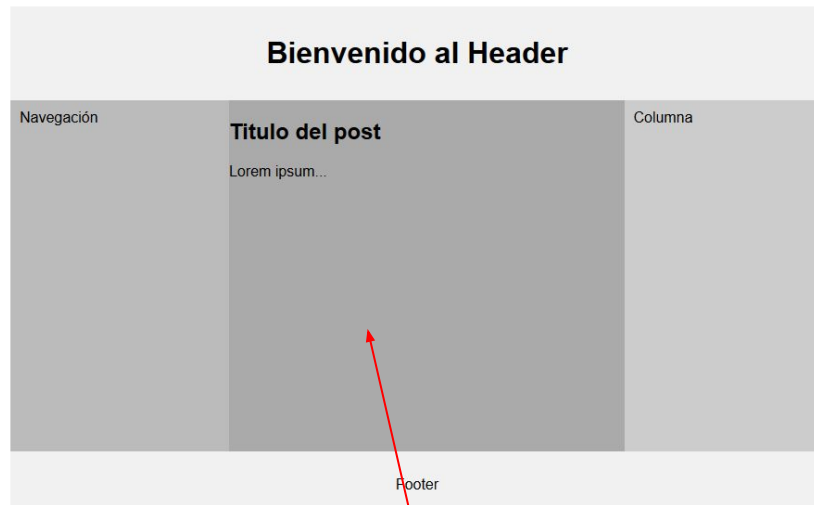 Bienvenido al Header
Navegación
Titulo del post
Lorem ipsum...
Columna
Footer